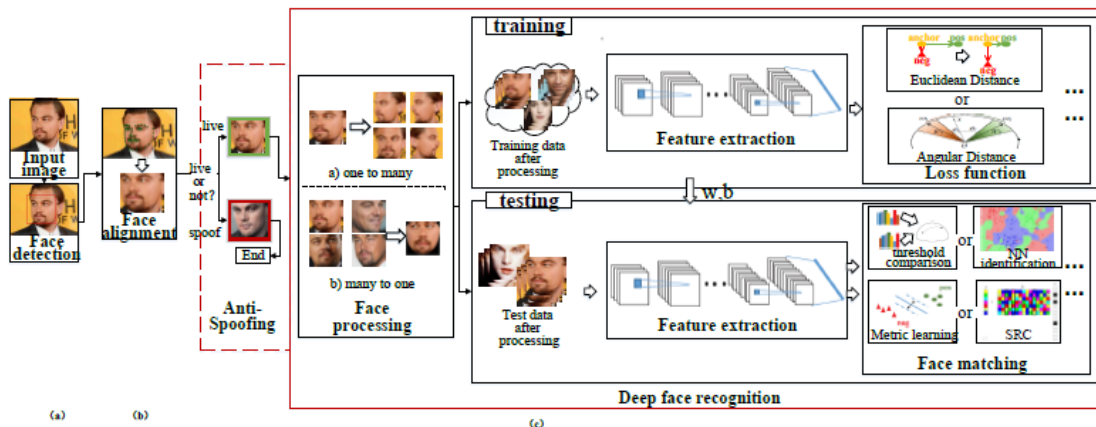 Input
image
Face
detection
(a)
Face
alignment
(b)
live
live
or
not?
spoof
End
Anti-
Spoofing
a) one to many
b) many to one
Face
processing
training
Training data
after
processing
Feature extraction
anchor pos anchor pos
neg
neg
Euclidean Distance
or
Angular Distance
Loss function
...
...
w,b
testing
Test data
after
processing
Feature extraction
threshold
comparison
or
NN
identification
...
neg
Metric learning
or
SRC
...
Face matching
Deep face recognition
(c)